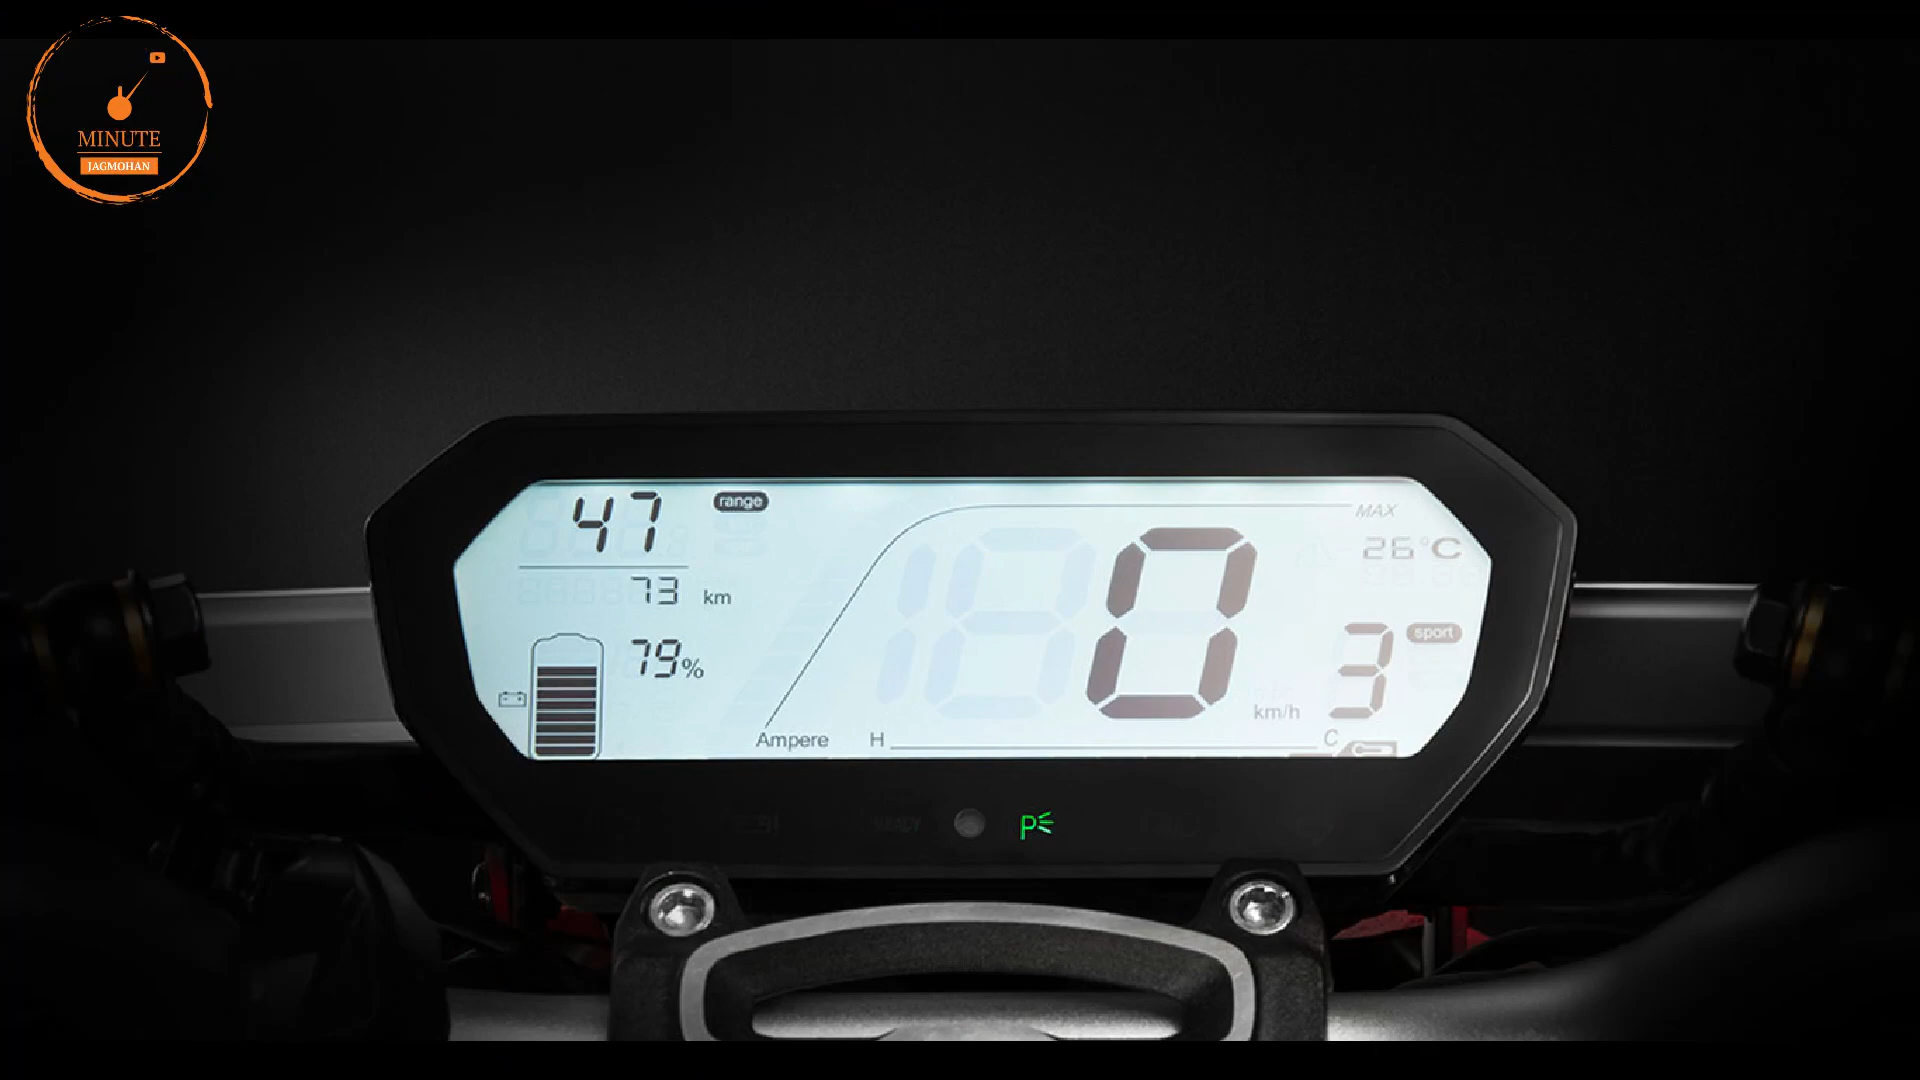 MINUTE
JAGMOHAN
47 range
MAX
26°C
73 km
0
sport
79%
3
km/h
Ampere H C
P